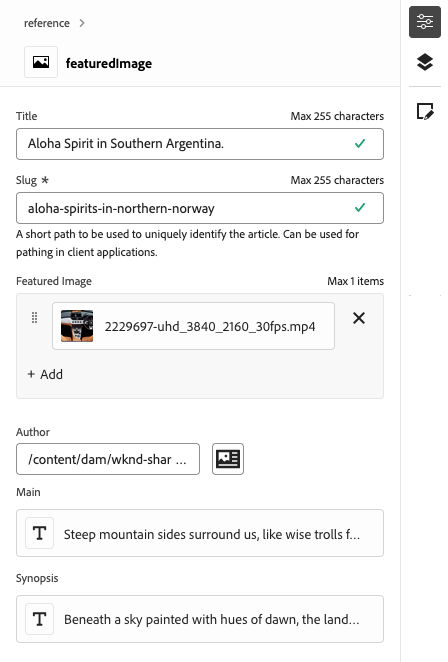 reference
featuredImage
Title Max 255 characters
Aloha Spirit in Southern Argentina.
Slug * Max 255 characters
aloha-spirits-in-northern-norway
A short path to be used to uniquely identify the article. Can be used for
pathing in client applications.
Featured Image Max 1 items
2229697-uhd_3840_2160_30fps.mp4
+ Add
Author
/content/dam/wknd-shar ...
Main
T Steep mountain sides surround us, like wise trolls f...
Synopsis
T Beneath a sky painted with hues of dawn, the land...